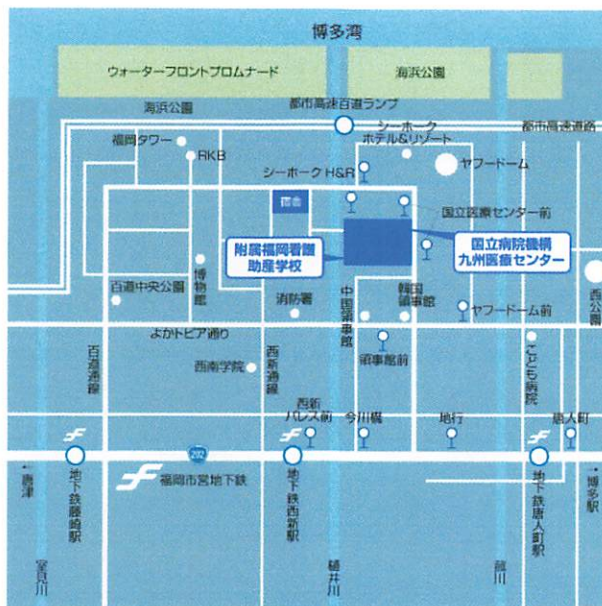 博多湾
ウォーターフロントプロムナード
海浜公園
海浜公園
都市高速百道ランプ
都市高速道路
福岡タワー
RKB
シーホーク
ホテル&リゾート
ヤフードーム
シーホーク H&R
宿舎
国立医療センター前
附属福岡看護
助産学校
国立病院機構
九州医療センター
百道中央公園
博物館
消防署
中国領事館
韓国
領事館
ヤフードーム前
西公園
よかトピア通り
領事館前
百道通線
西南学院
西新通線
こども病院
西新
パレス前
今川橋
地行
唐人町
202
←唐津
地下鉄藤崎駅
福岡市営地下鉄
地下鉄西新駅
地下鉄唐人町駅
→博多駅
室見川
樋井川